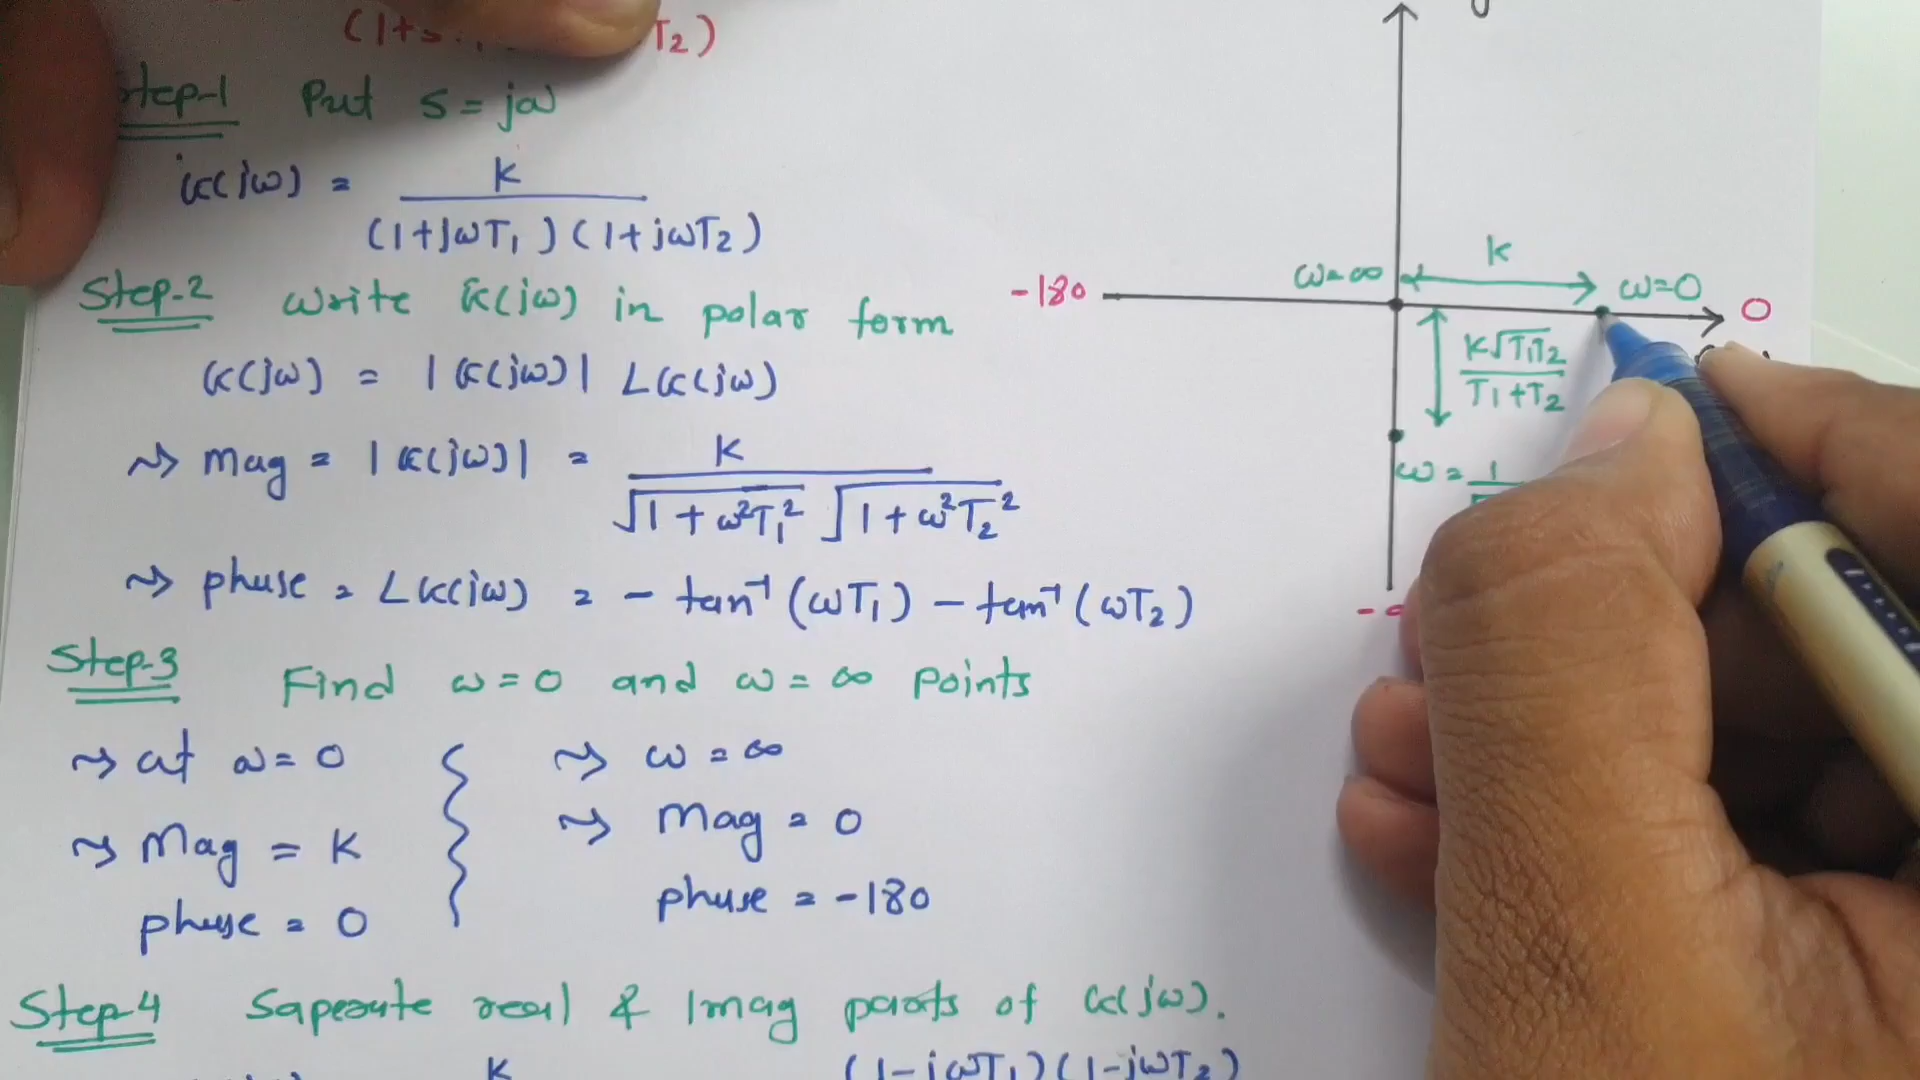 (1+s T2)
Step-1 Put s = jω
G(jω) = K
(1+jωT1)(1+jωT2)
Step-2 write G(jω) in polar form
G(jω) = |G(jω)| ∠G(jω)
⇝ Mag = |G(jω)| = K
√1+ω²T1² √1+ω²T2²
⇝ phase = ∠G(jω) = - tan⁻¹(ωT1) - tan⁻¹(ωT2)
Step-3 Find ω=0 and ω=∞ points
⇝ at ω=0
⇝ Mag = K
phase = 0
⇝ ω = ∞
⇝ Mag = 0
phase = -180
Step-4 Saperate real & Imag parts of G(jω).
K (1-jωT1)(1-jωT2)
K
ω=∞ ω=0
-180 0
K√T1T2
T1+T2
ω = 1